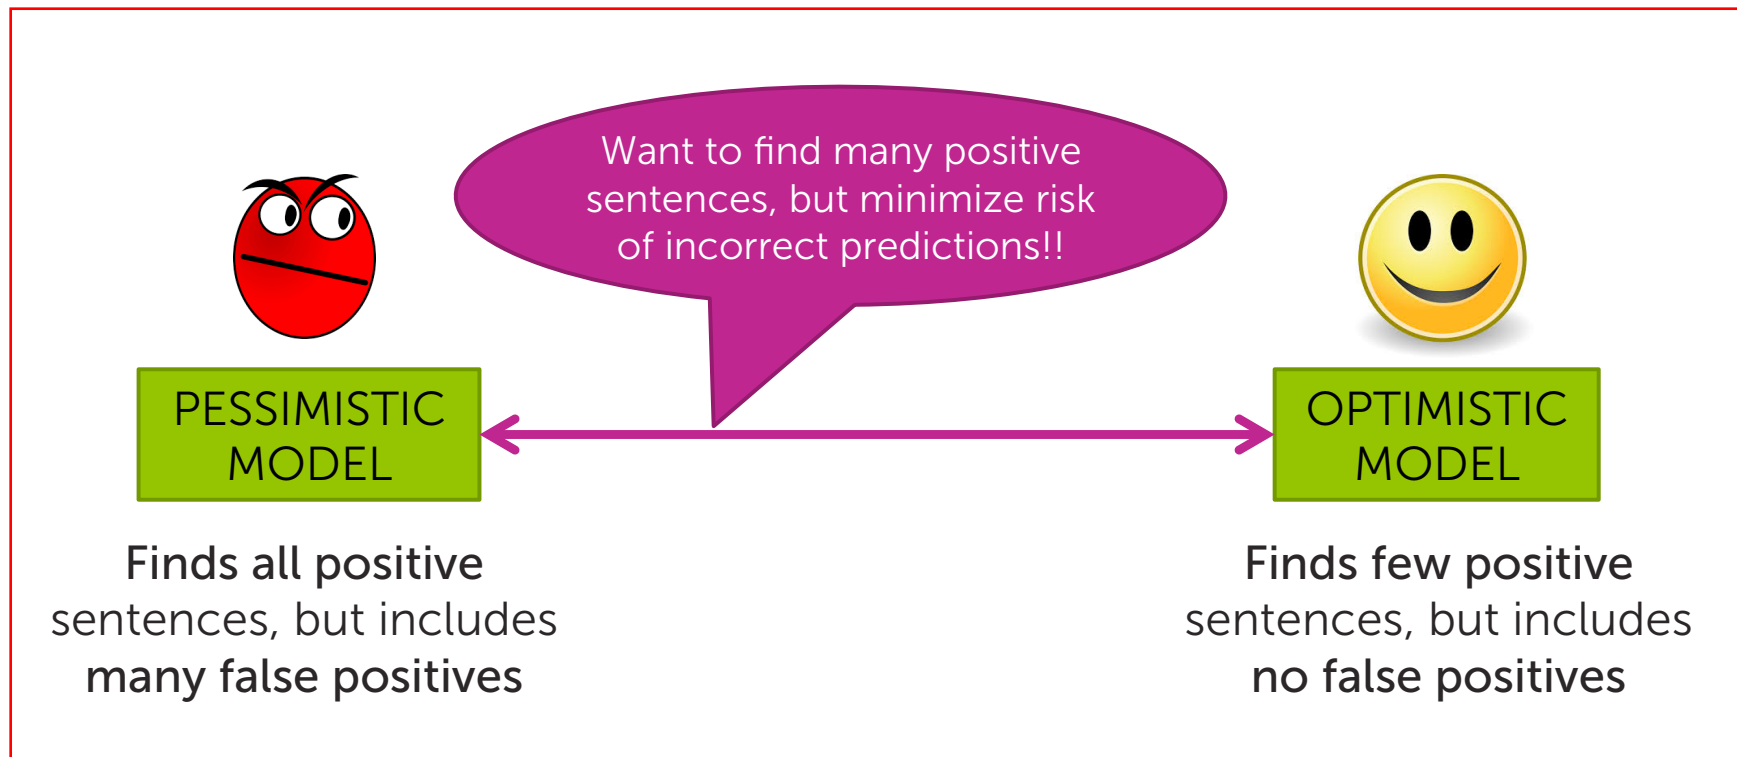 Want to find many positive
sentences, but minimize risk
of incorrect predictions!!
PESSIMISTIC
MODEL
OPTIMISTIC
MODEL
Finds all positive
sentences, but includes
many false positives
Finds few positive
sentences, but includes
no false positives